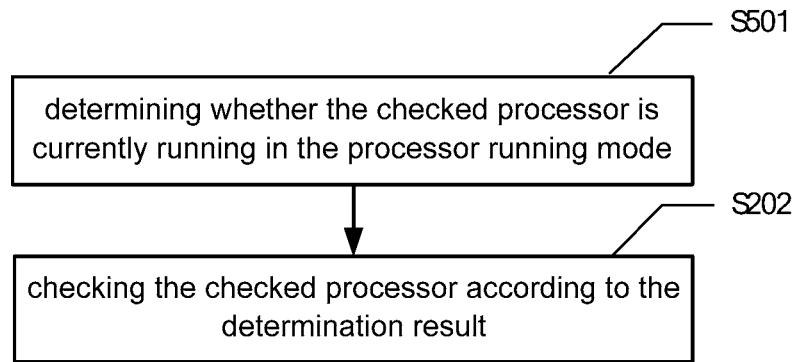 S501
determining whether the checked processor is
currently running in the processor running mode
S202
checking the checked processor according to the
determination result